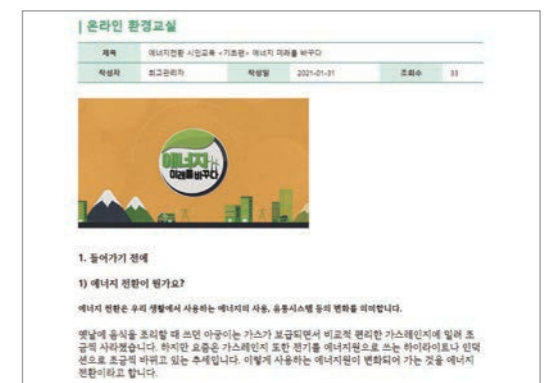 온라인 환경교실
제목 에너지전환 시민교육 <기초편> 에너지 미래를 바꾸다
작성자 최고관리자 작성일 2021-01-31 조회수 33
에너지
미래를 바꾸다
1. 들어가기 전에
1) 에너지 전환이 뭔가요?
에너지 전환은 우리 생활에서 사용하는 에너지의 사용, 유통시스템 등의 변화를 의미합니다.
옛날에 음식을 조리할 때 쓰던 아궁이는 가스가 보급되면서 비교적 편리한 가스레인지에 밀려 조
금씩 사라졌습니다. 하지만 요즘은 가스레인지 또한 전기를 에너지원으로 쓰는 하이라이트나 인덕
션으로 조금씩 바뀌고 있는 추세입니다. 이렇게 사용하는 에너지원이 변화되어 가는 것을 에너지
전환이라고 합니다.